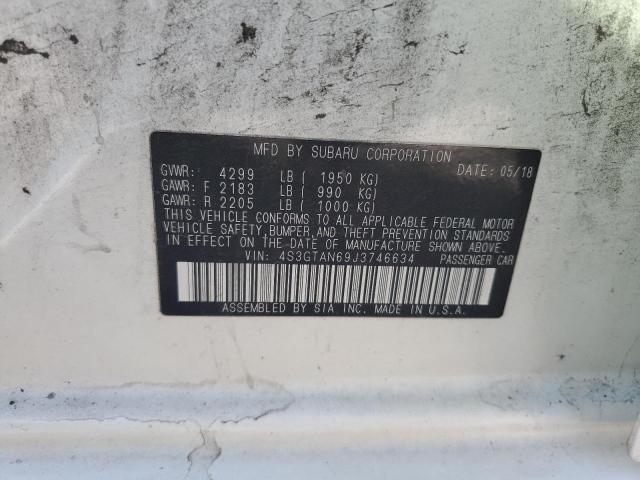 MFD BY SUBARU CORPORATION DATE: 05/18
GVWR: 4299 LB ( 1950 KG)
GAWR: F 2183 LB ( 990 KG)
GAWR: R 2205 LB ( 1000 KG)
THIS VEHICLE CONFORMS TO ALL APPLICABLE FEDERAL MOTOR
VEHICLE SAFETY,BUMPER,AND THEFT PREVENTION STANDARDS
IN EFFECT ON THE DATE OF MANUFACTURE SHOWN ABOVE.
VIN: 4S3GTAN69J3746634 PASSENGER CAR
ASSEMBLED BY SIA INC. MADE IN U.S.A.